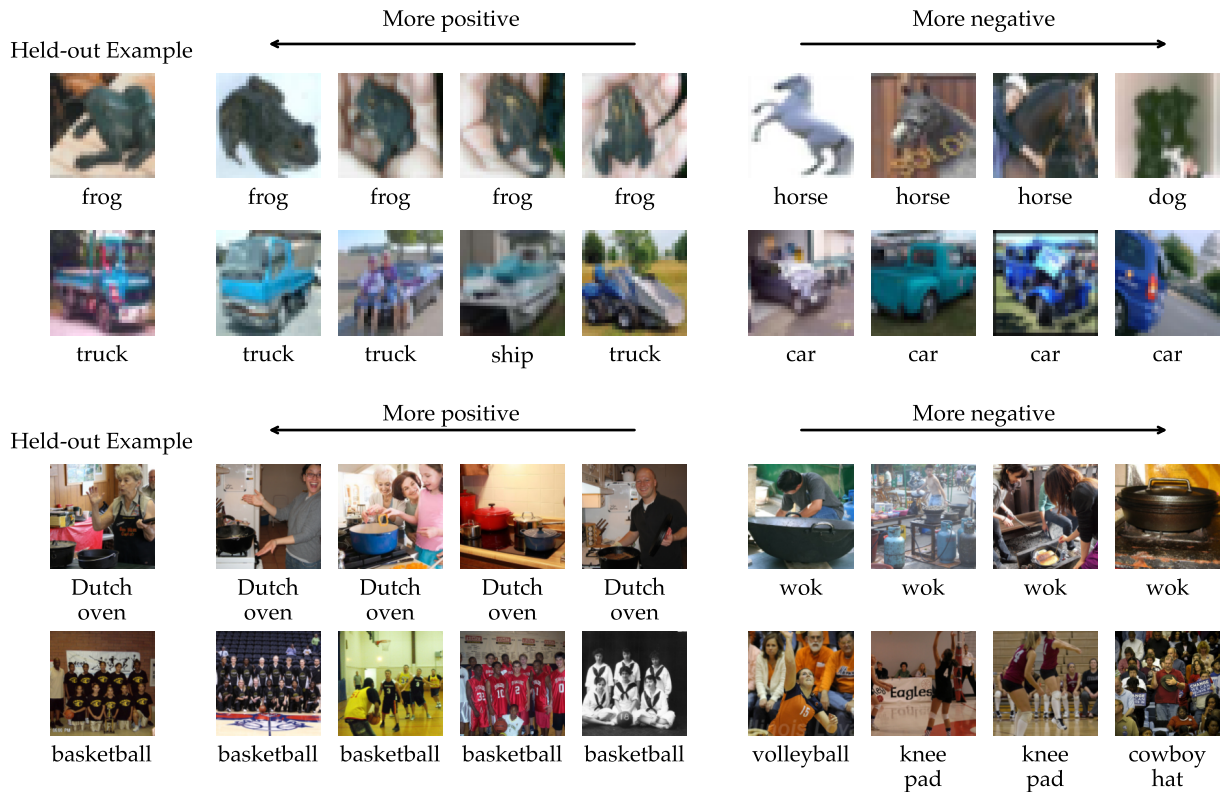 More positive
More negative
Held-out Example
frog
frog
frog
frog
frog
horse
horse
horse
dog
SOLD
truck
truck
truck
ship
truck
car
car
car
car
More positive
More negative
Held-out Example
Dutch
oven
Dutch
oven
Dutch
oven
Dutch
oven
Dutch
oven
wok
wok
wok
wok
Eagles
basketball
basketball
basketball
basketball
basketball
volleyball
knee
pad
knee
pad
cowboy
hat